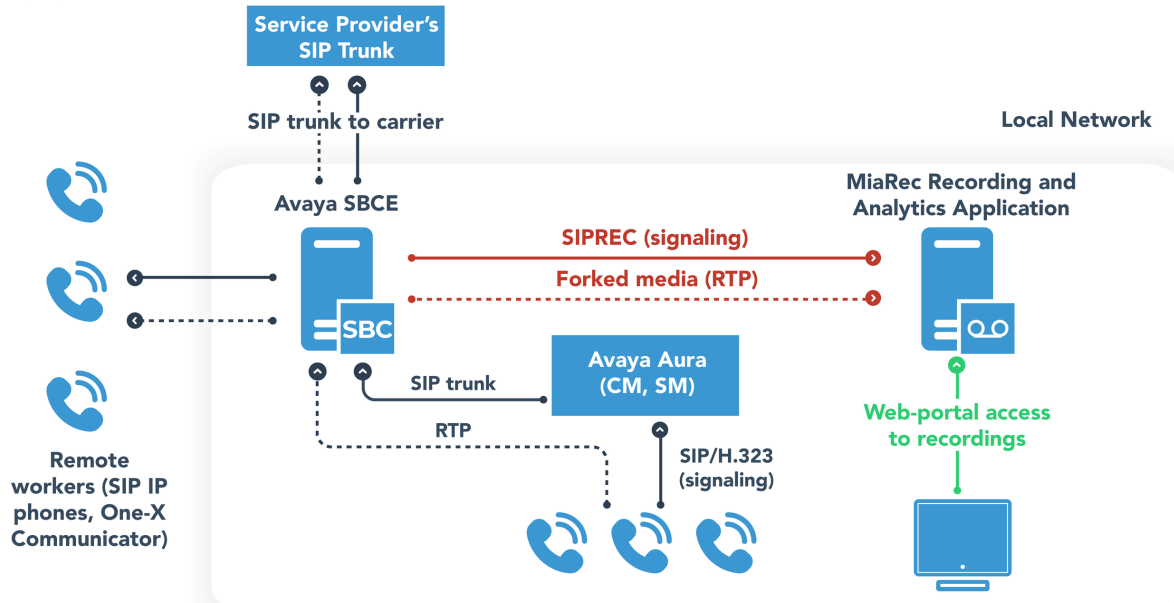 Service Provider's
SIP Trunk
SIP trunk to carrier
Local Network
Avaya SBCE
MiaRec Recording and
Analytics Application
SIPREC (signaling)
Forked media (RTP)
SBC
SIP trunk
Avaya Aura
(CM, SM)
RTP
SIP/H.323
(signaling)
Web-portal access
to recordings
Remote
workers (SIP IP
phones, One-X
Communicator)